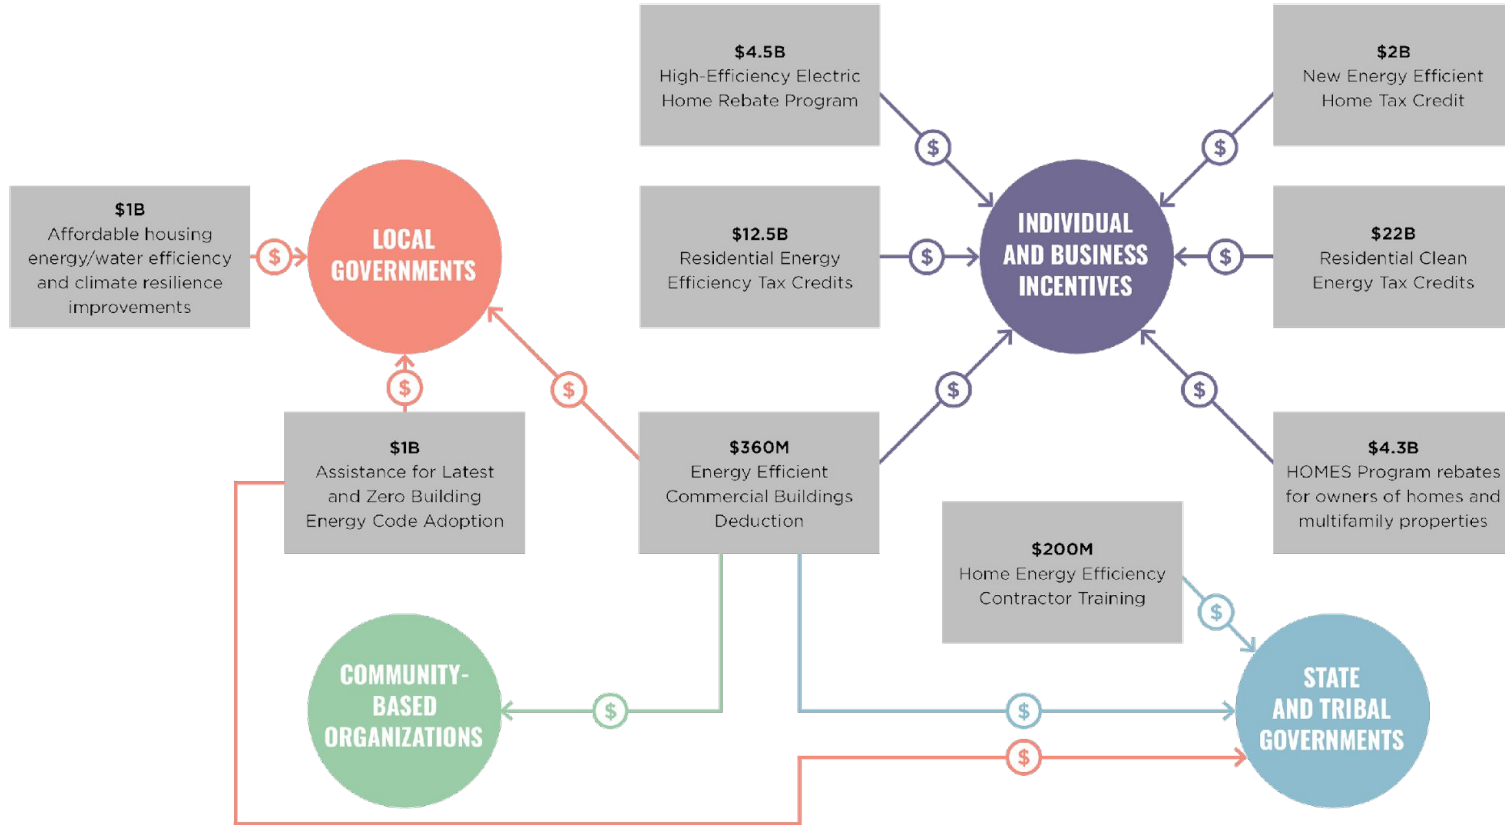 $4.5B
High-Efficiency Electric
Home Rebate Program
$2B
New Energy Efficient
Home Tax Credit
$
$
$1B
Affordable housing
energy/water efficiency
and climate resilience
improvements
$
LOCAL
GOVERNMENTS
$12.5B
Residential Energy
Efficiency Tax Credits
$
INDIVIDUAL
AND BUSINESS
INCENTIVES
$
$22B
Residential Clean
Energy Tax Credits
$
$
$
$
$1B
Assistance for Latest
and Zero Building
Energy Code Adoption
$360M
Energy Efficient
Commercial Buildings
Deduction
$4.3B
HOMES Program rebates
for owners of homes and
multifamily properties
$200M
Home Energy Efficiency
Contractor Training
$
COMMUNITY-
BASED
ORGANIZATIONS
$
$
STATE
AND TRIBAL
GOVERNMENTS
$